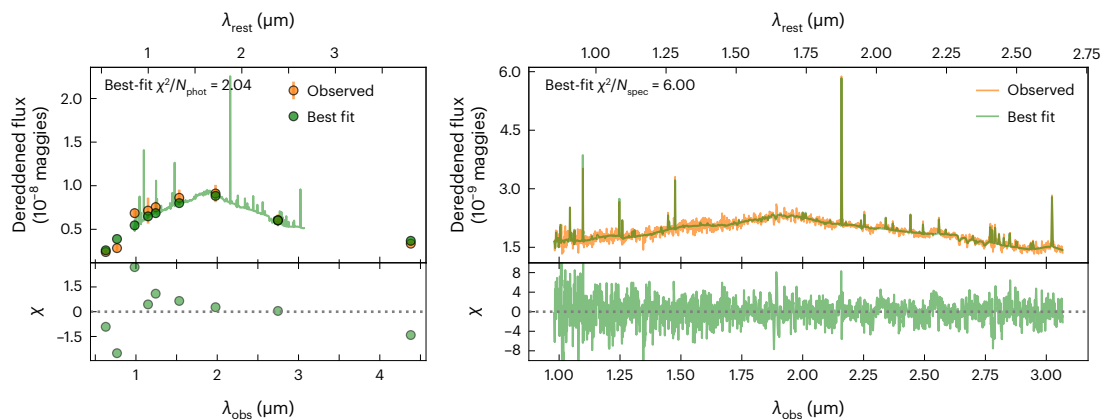 λrest (μm)
1 2 3
Best-fit χ²/Nphot = 2.04
Observed
Best fit
2.0
1.5
1.0
0.5
Dereddened flux
(10⁻⁸ maggies)
1.5
0
−1.5
χ
1 2 3 4
λobs (μm)
λrest (μm)
1.00 1.25 1.50 1.75 2.00 2.25 2.50 2.75
Best-fit χ²/Nspec = 6.00
Observed
Best fit
6.0
4.5
3.0
1.5
Dereddened flux
(10⁻⁹ maggies)
8
4
0
−4
−8
χ
1.00 1.25 1.50 1.75 2.00 2.25 2.50 2.75 3.00
λobs (μm)